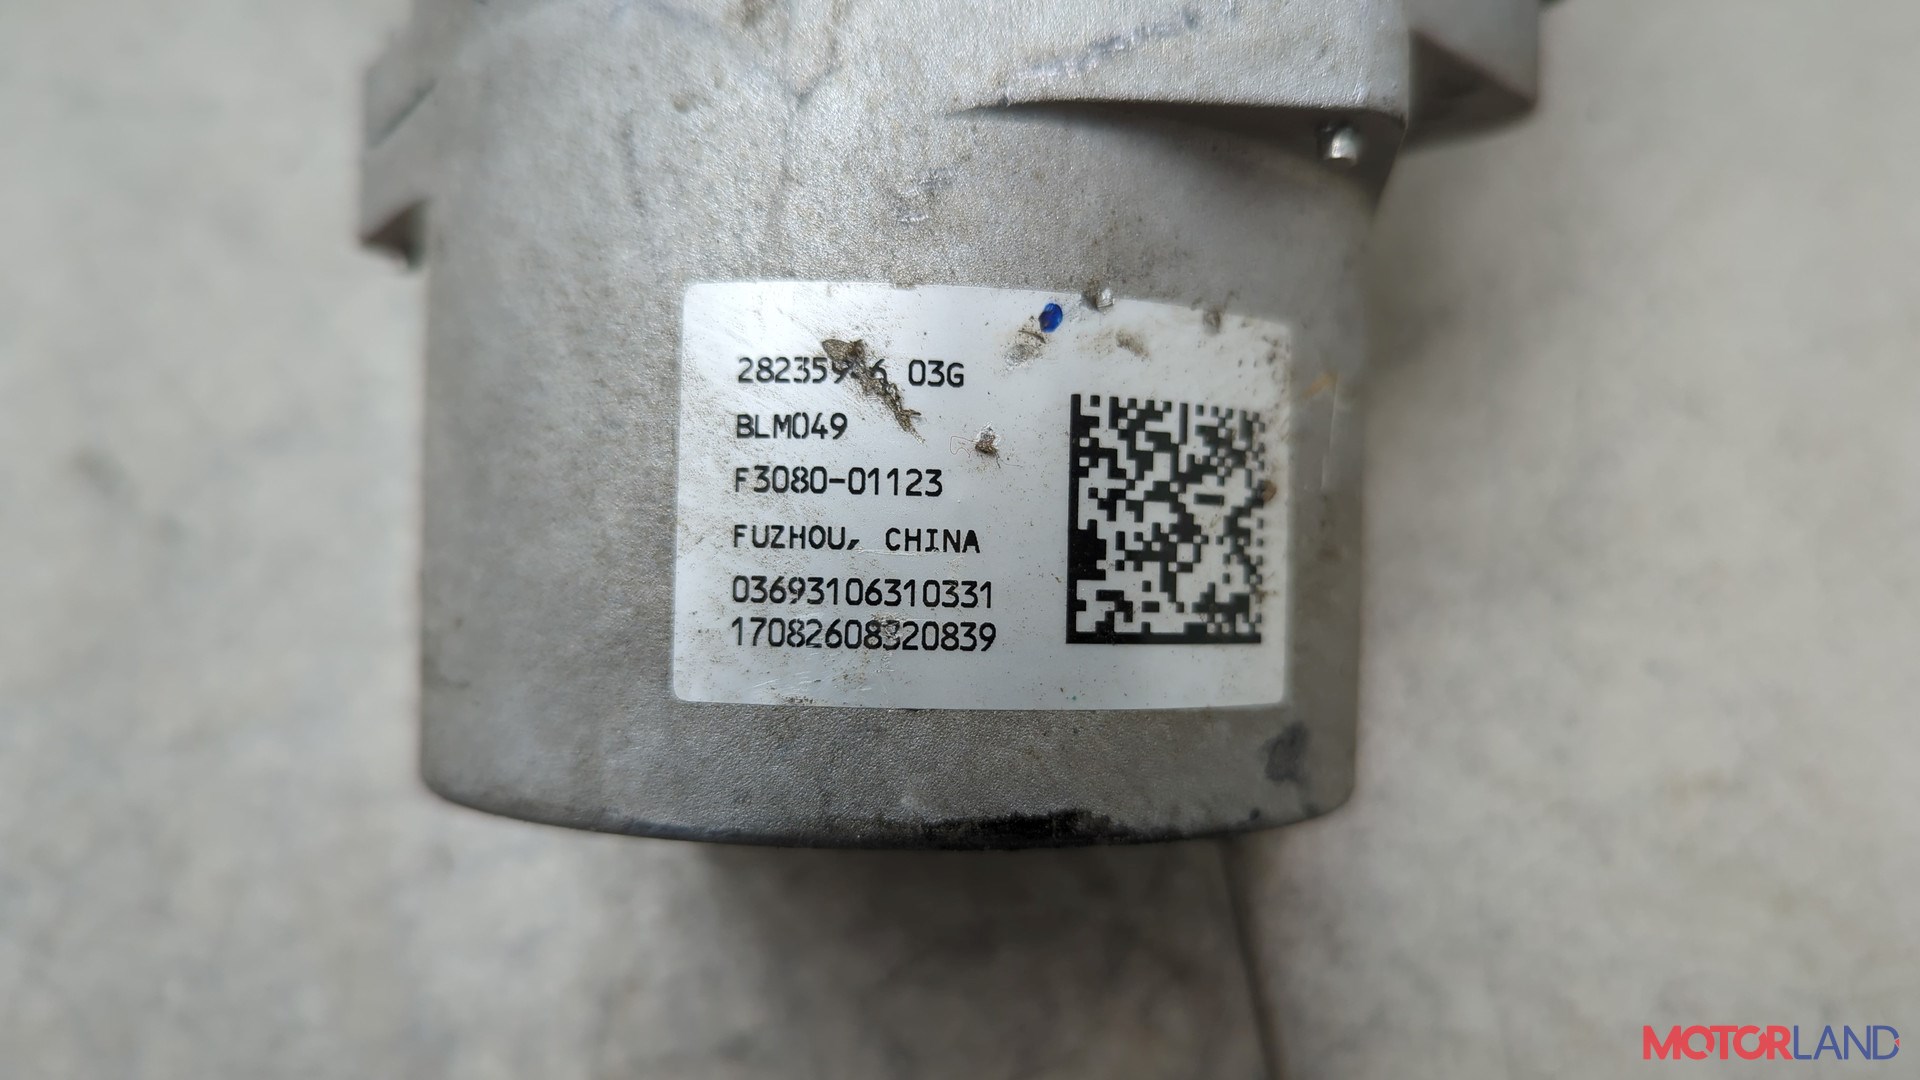 03G
BLM049
F3080-01123
FUZHOU, CHINA
03693106310331
17082608320839
MOTORLAND